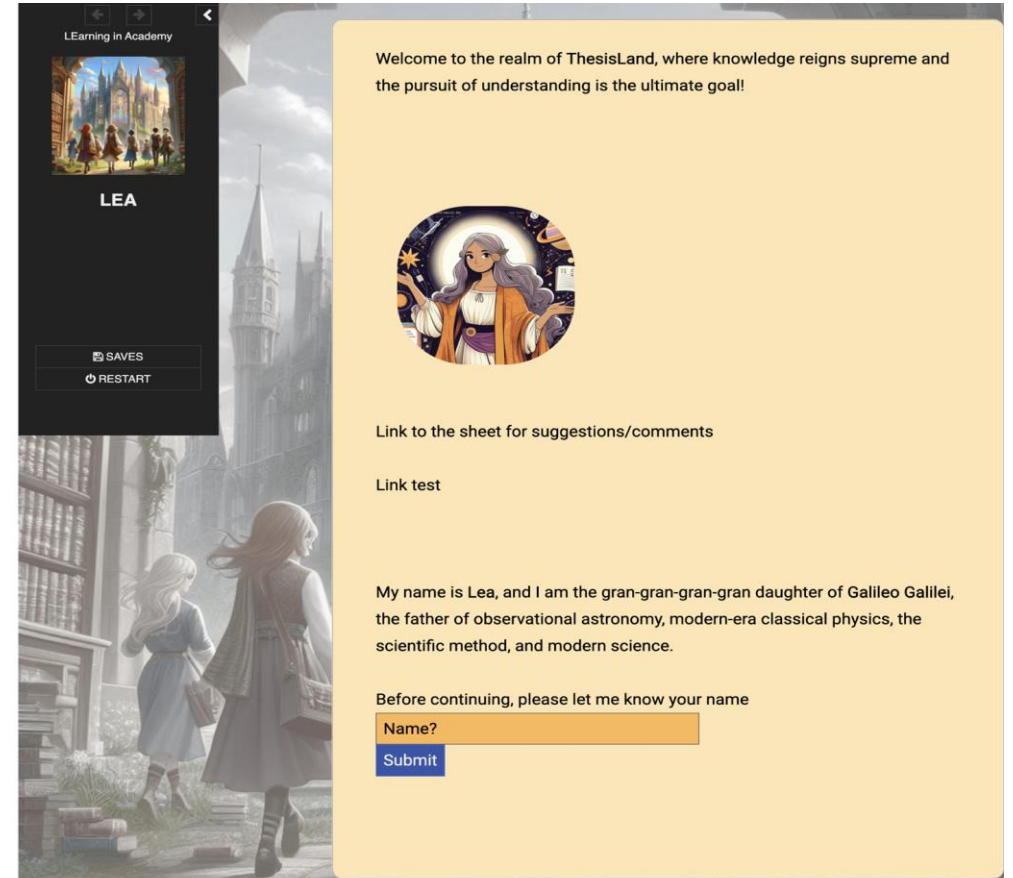 LEarning in Academy
LEA
SAVES
RESTART
Welcome to the realm of ThesisLand, where knowledge reigns supreme and
the pursuit of understanding is the ultimate goal!
Link to the sheet for suggestions/comments
Link test
My name is Lea, and I am the gran-gran-gran-gran daughter of Galileo Galilei,
the father of observational astronomy, modern-era classical physics, the
scientific method, and modern science.
Before continuing, please let me know your name
Name?
Submit